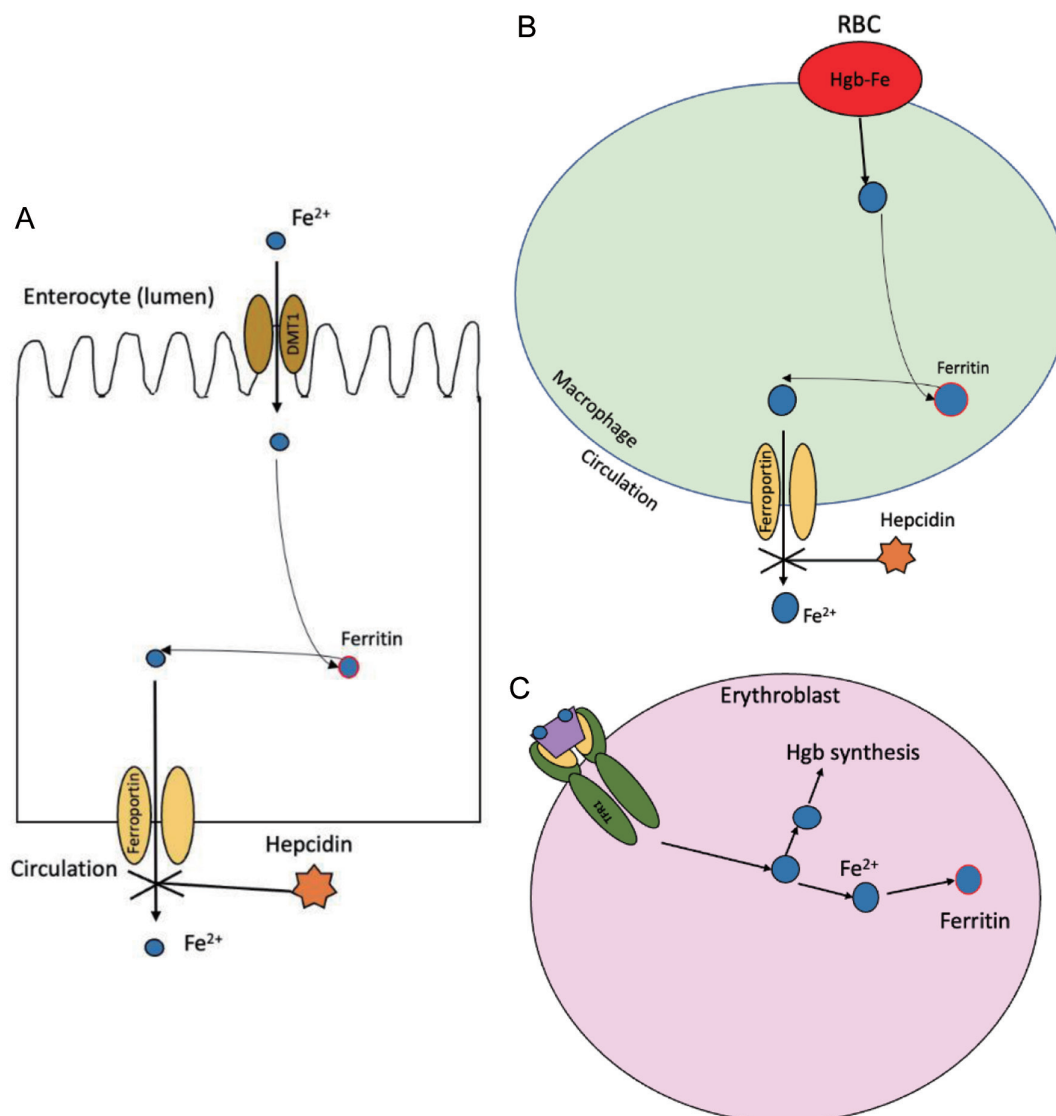 A
Fe²⁺
Enterocyte (lumen)
DMT1
Ferritin
Ferroportin
Circulation
Hepcidin
Fe²⁺
B
RBC
Hgb-Fe
Ferritin
Macrophage
Circulation
Ferroportin
Hepcidin
Fe²⁺
C
Erythroblast
Hgb synthesis
TFR1
Fe²⁺
Ferritin